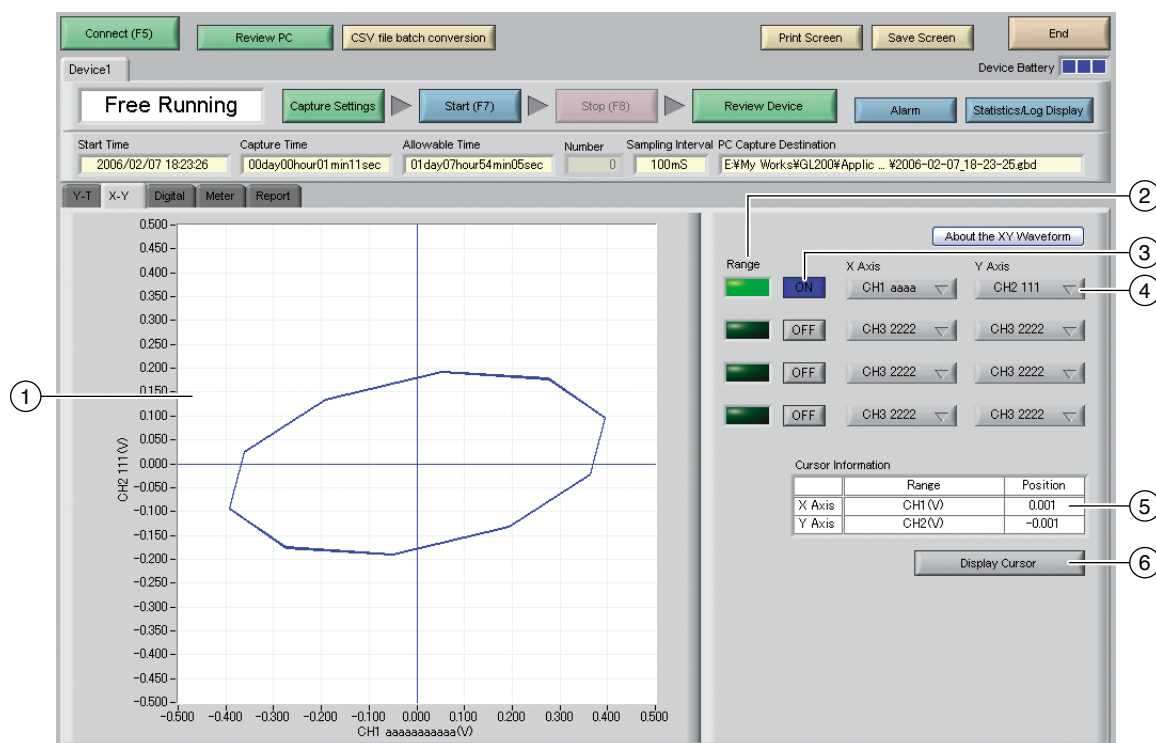 Connect (F5) Review PC CSV file batch conversion Print Screen Save Screen End
Device1 Device Battery
Free Running Capture Settings Start (F7) Stop (F8) Review Device Alarm Statistics/Log Display
Start Time Capture Time Allowable Time Number Sampling Interval PC Capture Destination
2006/02/07 18:23:26 00day00hour01min11sec 01day07hour54min05sec 0 100mS E:¥My Works¥GL200¥Applic ... ¥2006-02-07_18-23-25.gbd
Y-T X-Y Digital Meter Report
2
About the XY Waveform
3
Range X Axis Y Axis
ON CH1 aaaa CH2 111
4
OFF CH3 2222 CH3 2222
OFF CH3 2222 CH3 2222
OFF CH3 2222 CH3 2222
Cursor Information
Range Position
X Axis CH1(V) 0.001
5
Y Axis CH2(V) -0.001
Display Cursor
6
1
CH2 111(V)
0.500
0.450
0.400
0.350
0.300
0.250
0.200
0.150
0.100
0.050
0.000
-0.050
-0.100
-0.150
-0.200
-0.250
-0.300
-0.350
-0.400
-0.450
-0.500
-0.500 -0.400 -0.300 -0.200 -0.100 0.000 0.100 0.200 0.300 0.400 0.500
CH1 aaaaaaaaaaa(V)